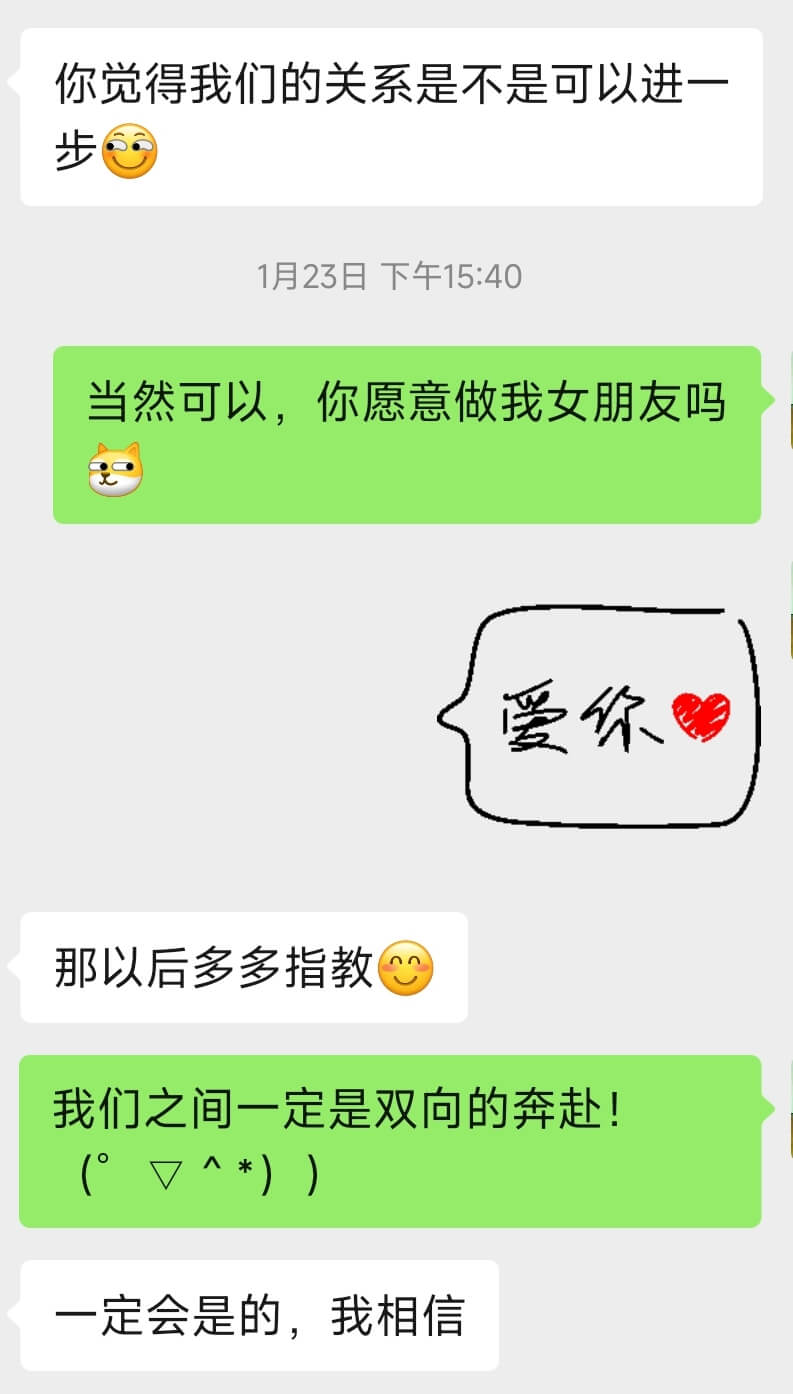 你觉得我们的关系是不是可以进一
步
1月23日 下午15:40
当然可以，你愿意做我女朋友吗
爱你
那以后多多指教
我们之间一定是双向的奔赴！
(゜▽^*))
一定会是的，我相信